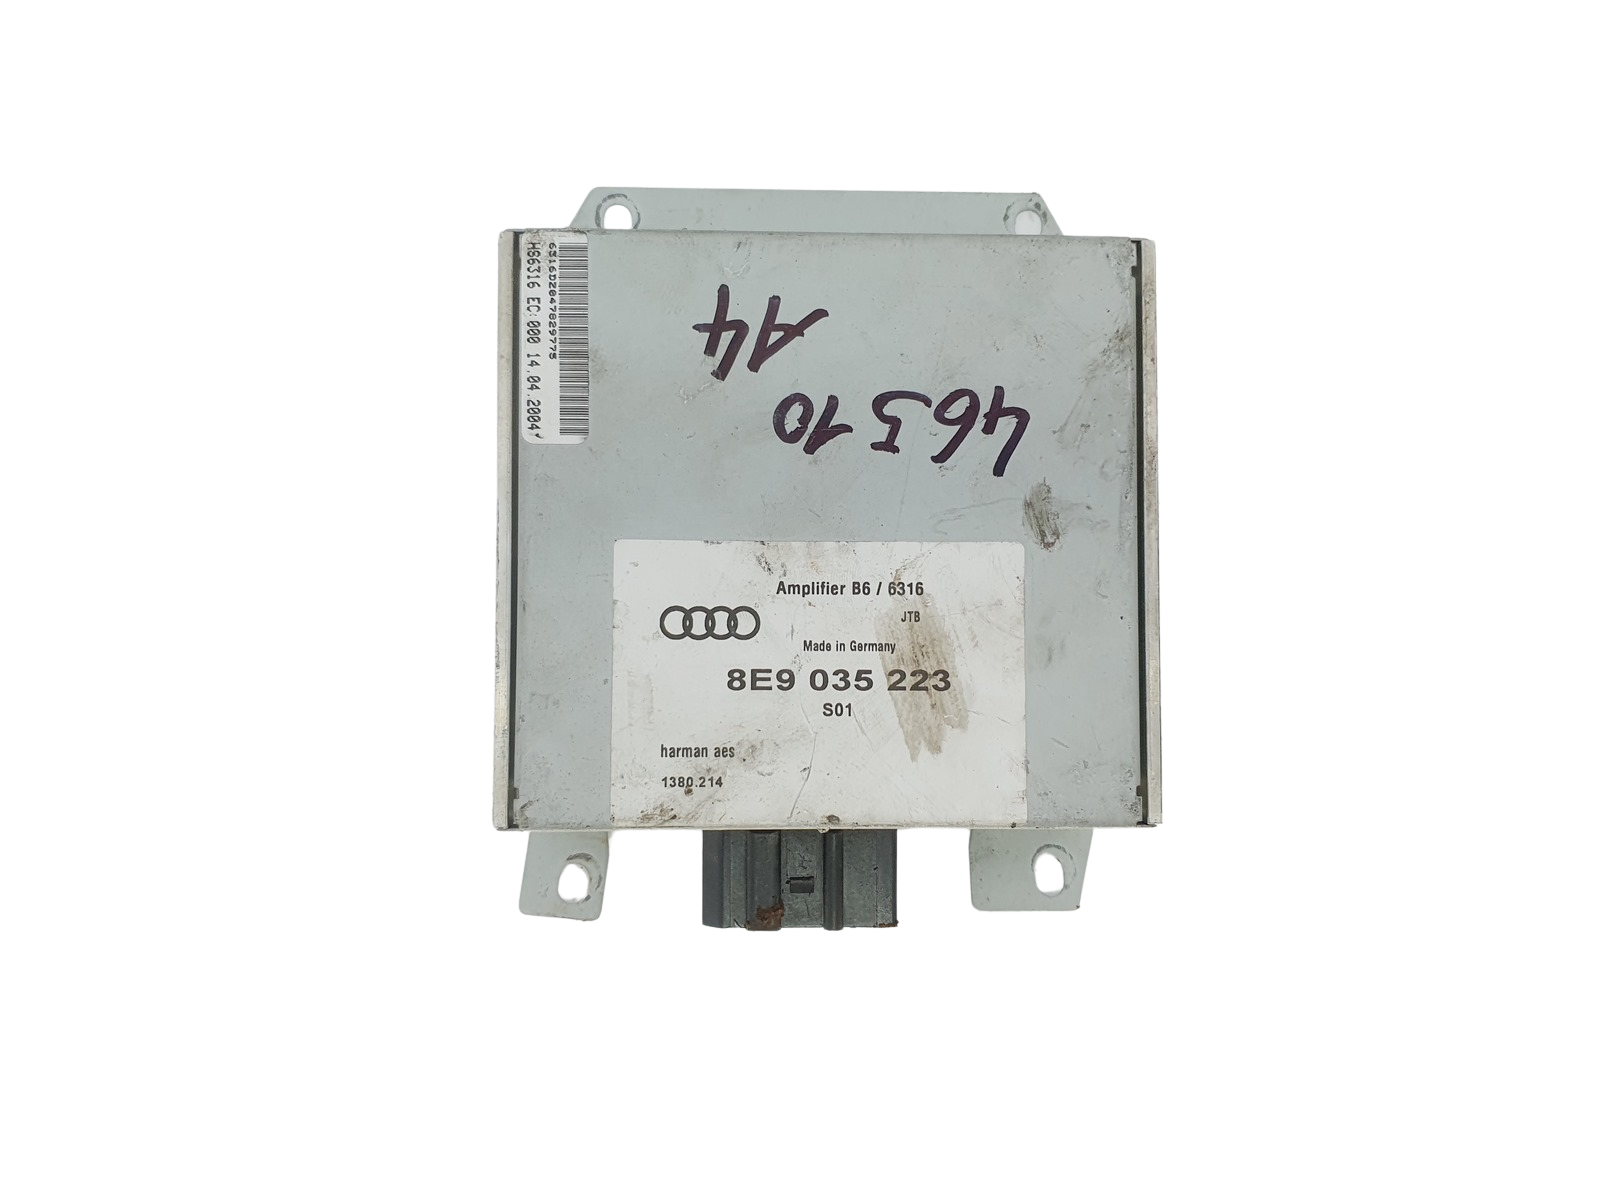 6316D2047829775
HS6316 EC:000 14.04.2004
46510
A4
Amplifier B6 / 6316
JTB
Made in Germany
8E9 035 223
S01
harman aes
1380.214